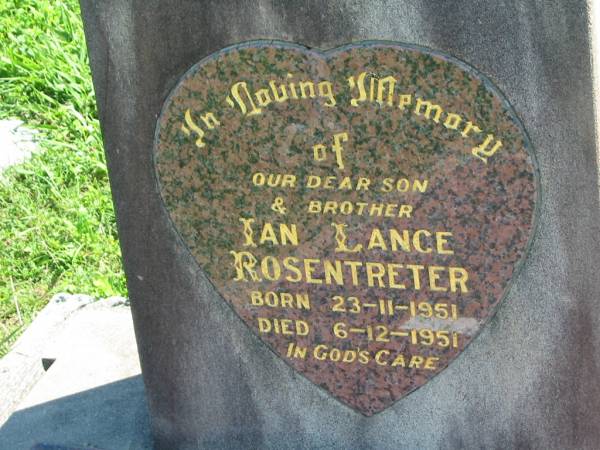 In Loving Memory
of
OUR DEAR SON
& BROTHER
IAN LANCE
ROSENTRETER
BORN 23-11-1951
DIED 6-12-1951
IN GOD'S CARE